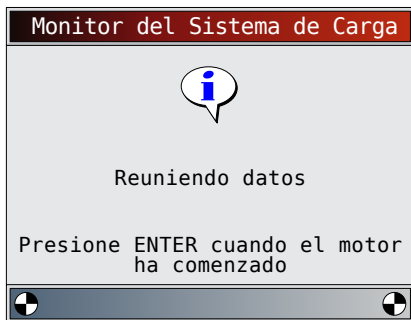 Monitor del Sistema de Carga
i
Reuniendo datos
Presione ENTER cuando el motor
ha comenzado